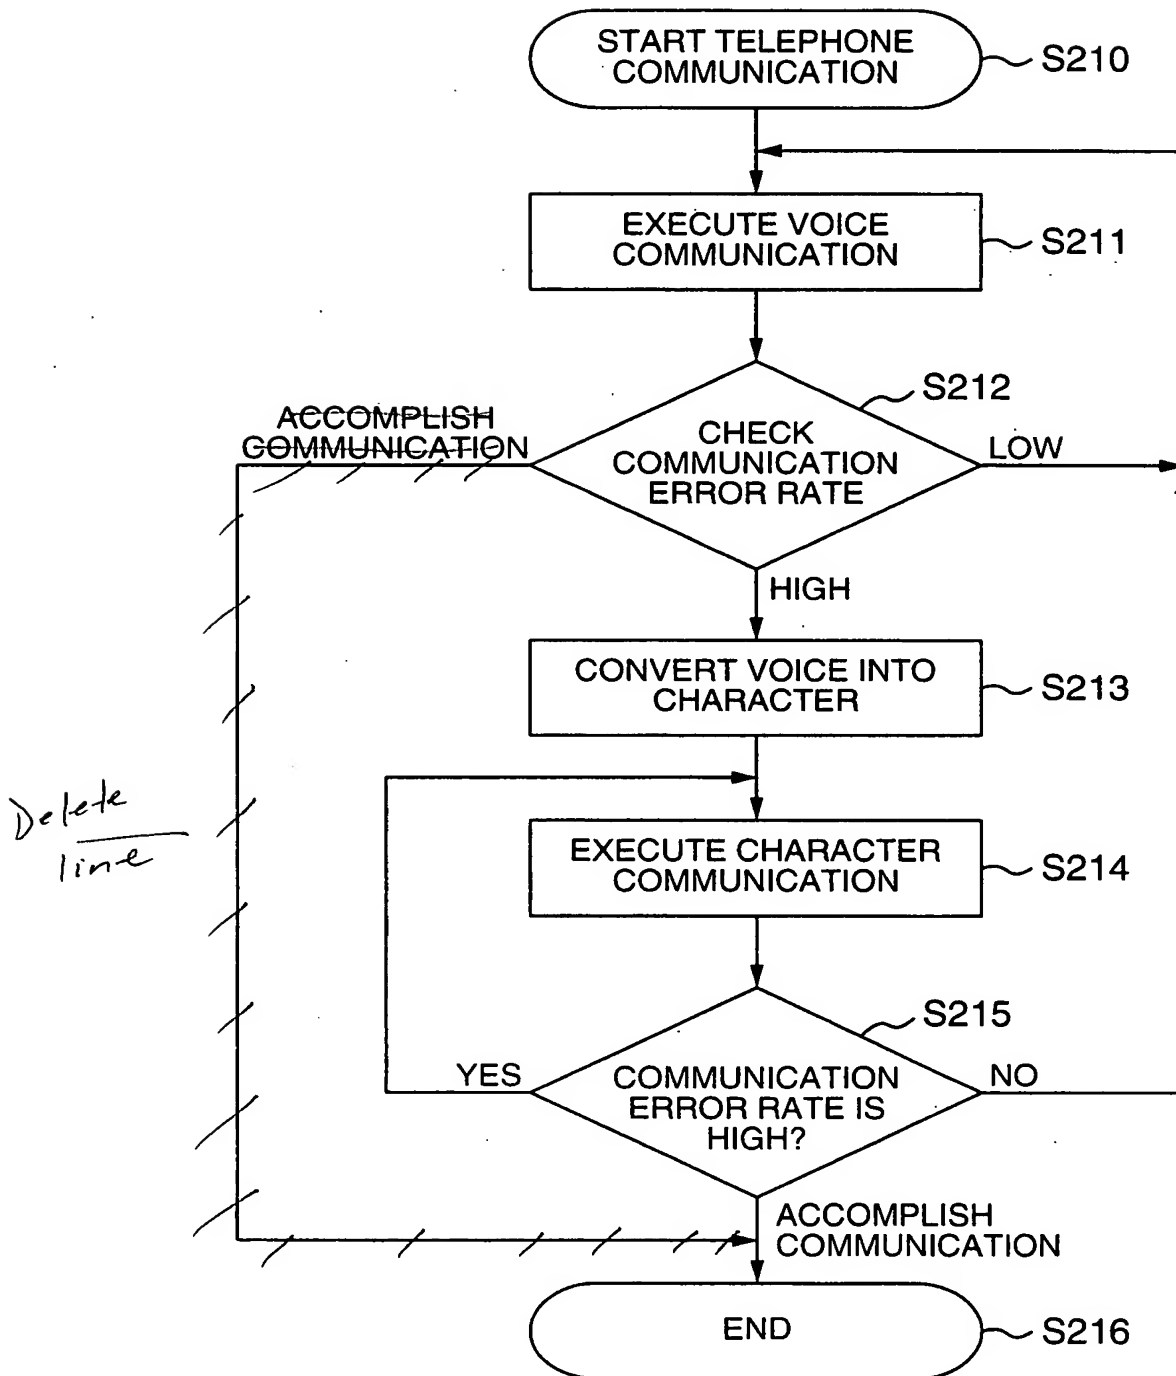 START TELEPHONE
COMMUNICATION
S210
EXECUTE VOICE
COMMUNICATION
S211
S212
ACCOMPLISH
COMMUNICATION
CHECK
COMMUNICATION
ERROR RATE
LOW
HIGH
CONVERT VOICE INTO
CHARACTER
S213
Delete
line
EXECUTE CHARACTER
COMMUNICATION
S214
S215
YES
COMMUNICATION
ERROR RATE IS
HIGH?
NO
ACCOMPLISH
COMMUNICATION
END
S216